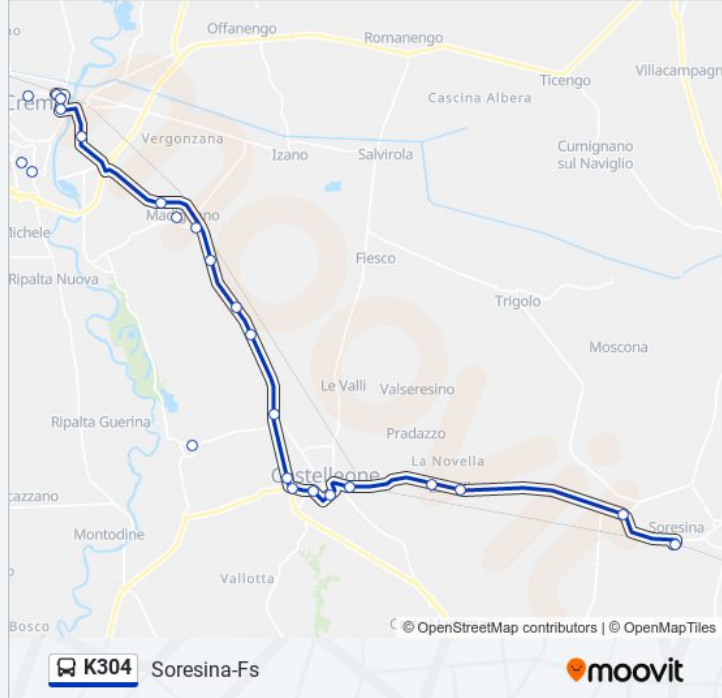 Offanengo
Romanengo
Villacampagn
Ticengo
Cascina Albera
Crem
Vergonzana
Cumignano
sul Naviglio
Izano
Salvirola
Madignano
Michele
Fiesco
Ripalta Nuova
Trigolo
Moscona
Le Valli
Valseresino
Ripalta Guerina
Pradazzo
La Novella
Castelleone
cazzano
Soresina
Montodine
Vallotta
Bosco
© OpenStreetMap contributors | © OpenMapTiles
K304
Soresina-Fs
moovit